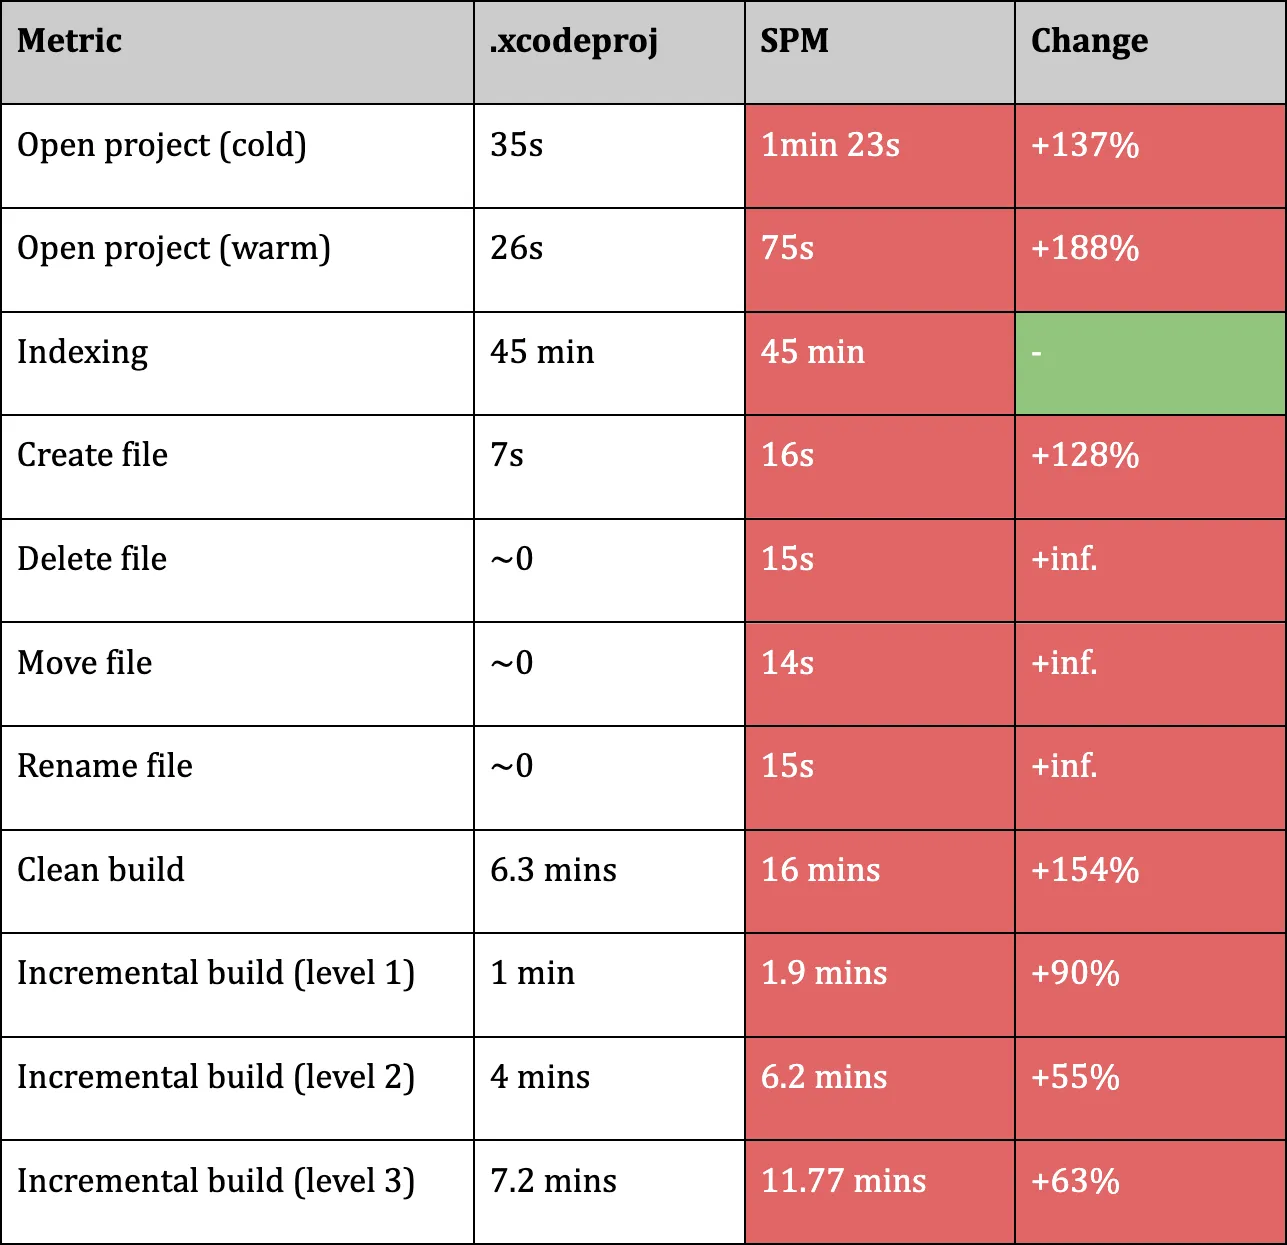 Metric .xcodeproj SPM Change
Open project (cold) 35s 1min 23s +137%
Open project (warm) 26s 75s +188%
Indexing 45 min 45 min -
Create file 7s 16s +128%
Delete file ~0 15s +inf.
Move file ~0 14s +inf.
Rename file ~0 15s +inf.
Clean build 6.3 mins 16 mins +154%
Incremental build (level 1) 1 min 1.9 mins +90%
Incremental build (level 2) 4 mins 6.2 mins +55%
Incremental build (level 3) 7.2 mins 11.77 mins +63%